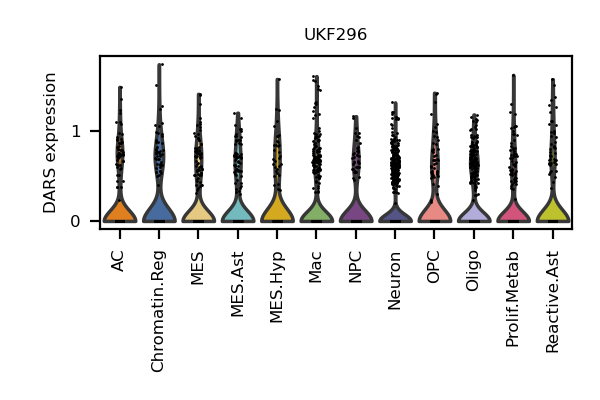 UKF296
DARS expression
1
0
AC
Chromatin.Reg
MES
MES.Ast
MES.Hyp
Mac
NPC
Neuron
OPC
Oligo
Prolif.Metab
Reactive.Ast